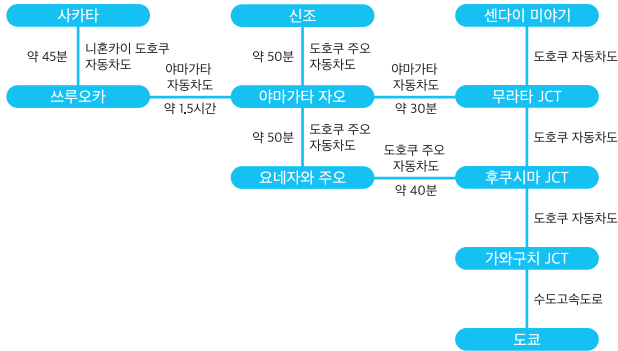 사카타
신조
센다이 미야기
약 45분
니혼카이 도호쿠
자동차도
약 50분
도호쿠 주오
자동차도
도호쿠 자동차도
야마가타
자동차도
야마가타
자동차도
쓰루오카
야마가타 자오
무라타 JCT
약 1.5시간
약 30분
약 50분
도호쿠 주오
자동차도
도호쿠 자동차도
도호쿠 주오
자동차도
요네자와 주오
후쿠시마 JCT
약 40분
도호쿠 자동차도
가와구치 JCT
수도고속도로
도쿄